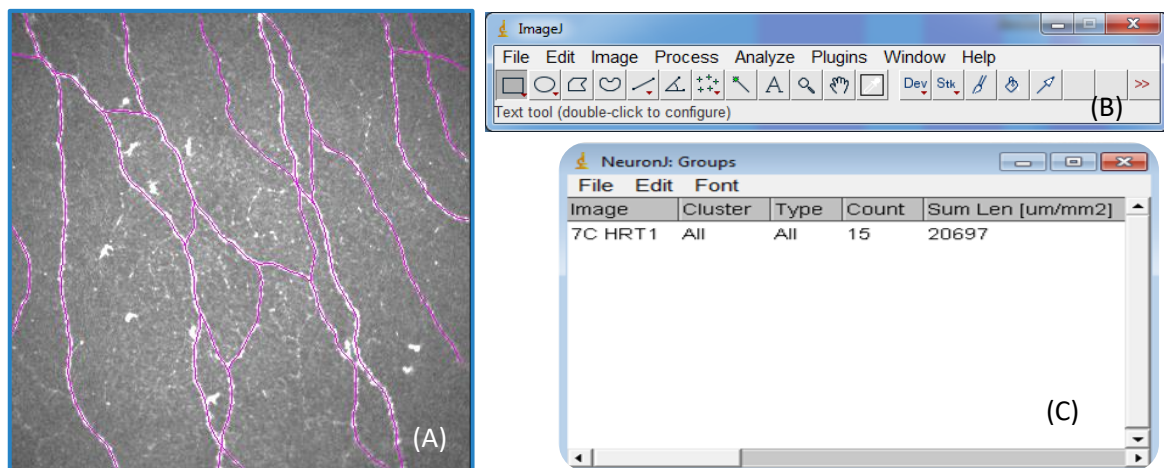 (A)
ImageJ
File Edit Image Process Analyze Plugins Window Help
A Dev Stk >>
Text tool (double-click to configure)
(B)
NeuronJ: Groups
File Edit Font
Image Cluster Type Count Sum Len [um/mm2]
7C HRT1 All All 15 20697
(C)